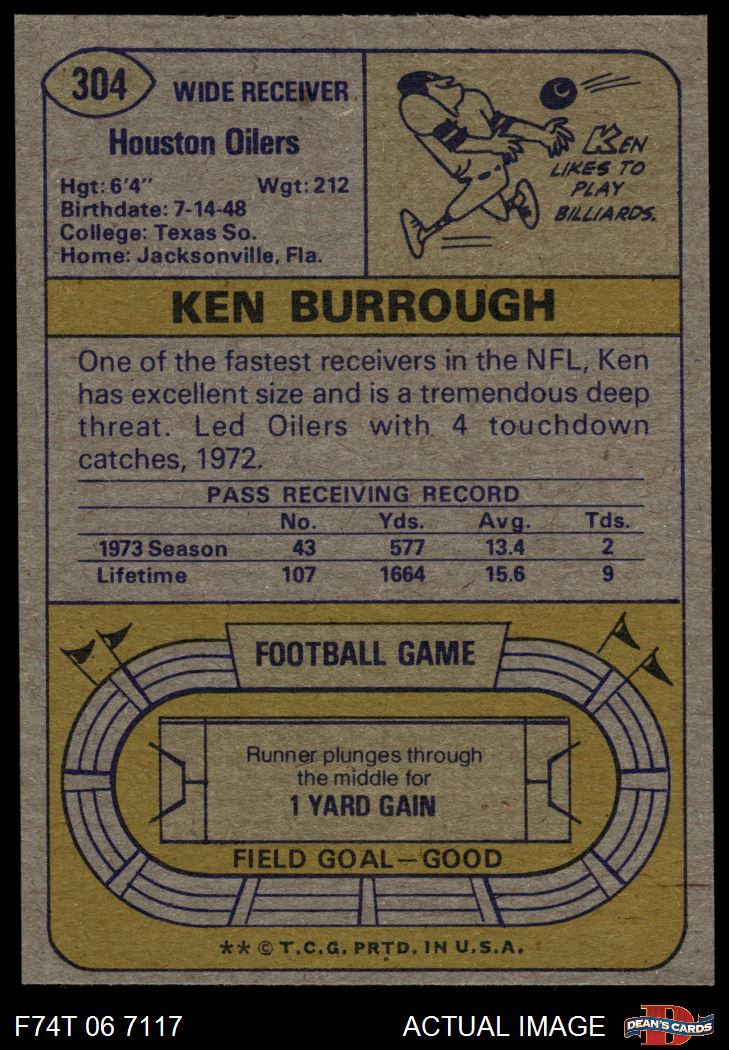 304
WIDE RECEIVER
Houston Oilers
Hgt: 6'4" Wgt: 212
Birthdate: 7-14-48
College: Texas So.
Home: Jacksonville, Fla.
KEN
LIKES TO
PLAY
BILLIARDS.
KEN BURROUGH
One of the fastest receivers in the NFL, Ken
has excellent size and is a tremendous deep
threat. Led Oilers with 4 touchdown
catches, 1972.
PASS RECEIVING RECORD
No. Yds. Avg. Tds.
1973 Season 43 577 13.4 2
Lifetime 107 1664 15.6 9
FOOTBALL GAME
Runner plunges through
the middle for
1 YARD GAIN
FIELD GOAL—GOOD
** © T.C.G. PRTD. IN U.S.A.
F74T 06 7117 ACTUAL IMAGE
D
DEAN'S CARDS